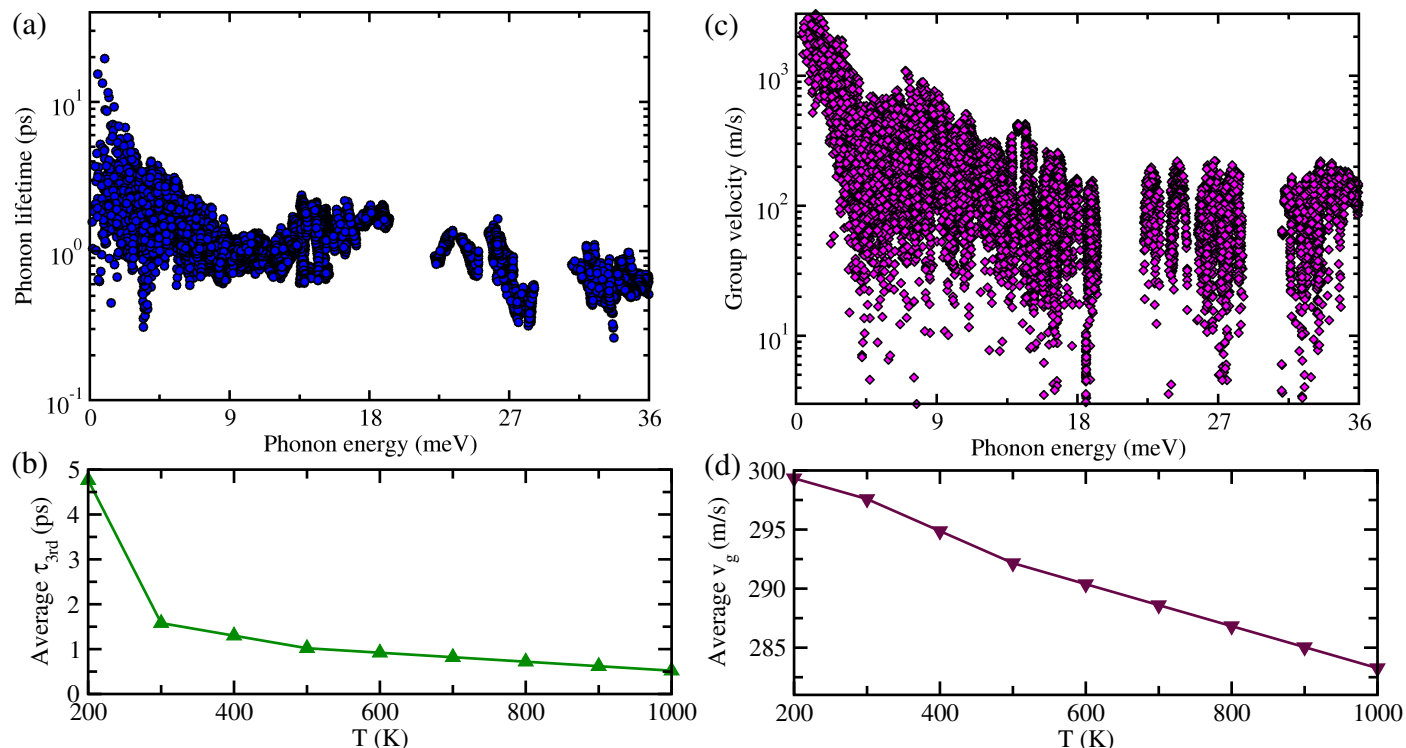 (a)
Phonon lifetime (ps)
10^1
10^0
10^-1
0 9 18 27 36
Phonon energy (meV)
(c)
Group velocity (m/s)
10^3
10^2
10^1
0 9 18 27 36
Phonon energy (meV)
(b)
Average τ_3rd (ps)
5
4
3
2
1
0
200 400 600 800 1000
T (K)
(d)
Average v_g (m/s)
300
295
290
285
200 400 600 800 1000
T (K)